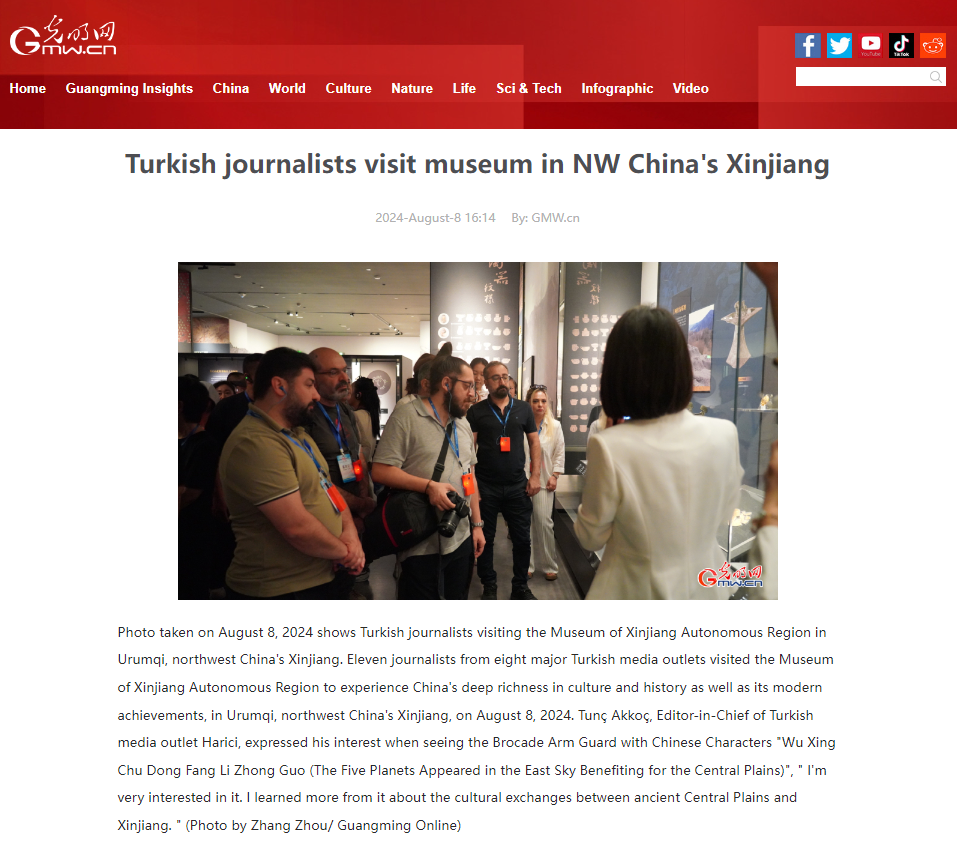 光明网
GMW.cn
YouTube
TikTok
Home Guangming Insights China World Culture Nature Life Sci & Tech Infographic Video
Turkish journalists visit museum in NW China's Xinjiang
2024-August-8 16:14 By: GMW.cn
光明网
GMW.CN
Photo taken on August 8, 2024 shows Turkish journalists visiting the Museum of Xinjiang Autonomous Region in
Urumqi, northwest China's Xinjiang. Eleven journalists from eight major Turkish media outlets visited the Museum
of Xinjiang Autonomous Region to experience China's deep richness in culture and history as well as its modern
achievements, in Urumqi, northwest China's Xinjiang, on August 8, 2024. Tunç Akkoç, Editor-in-Chief of Turkish
media outlet Harici, expressed his interest when seeing the Brocade Arm Guard with Chinese Characters "Wu Xing
Chu Dong Fang Li Zhong Guo (The Five Planets Appeared in the East Sky Benefiting for the Central Plains)", " I'm
very interested in it. I learned more from it about the cultural exchanges between ancient Central Plains and
Xinjiang. " (Photo by Zhang Zhou/ Guangming Online)